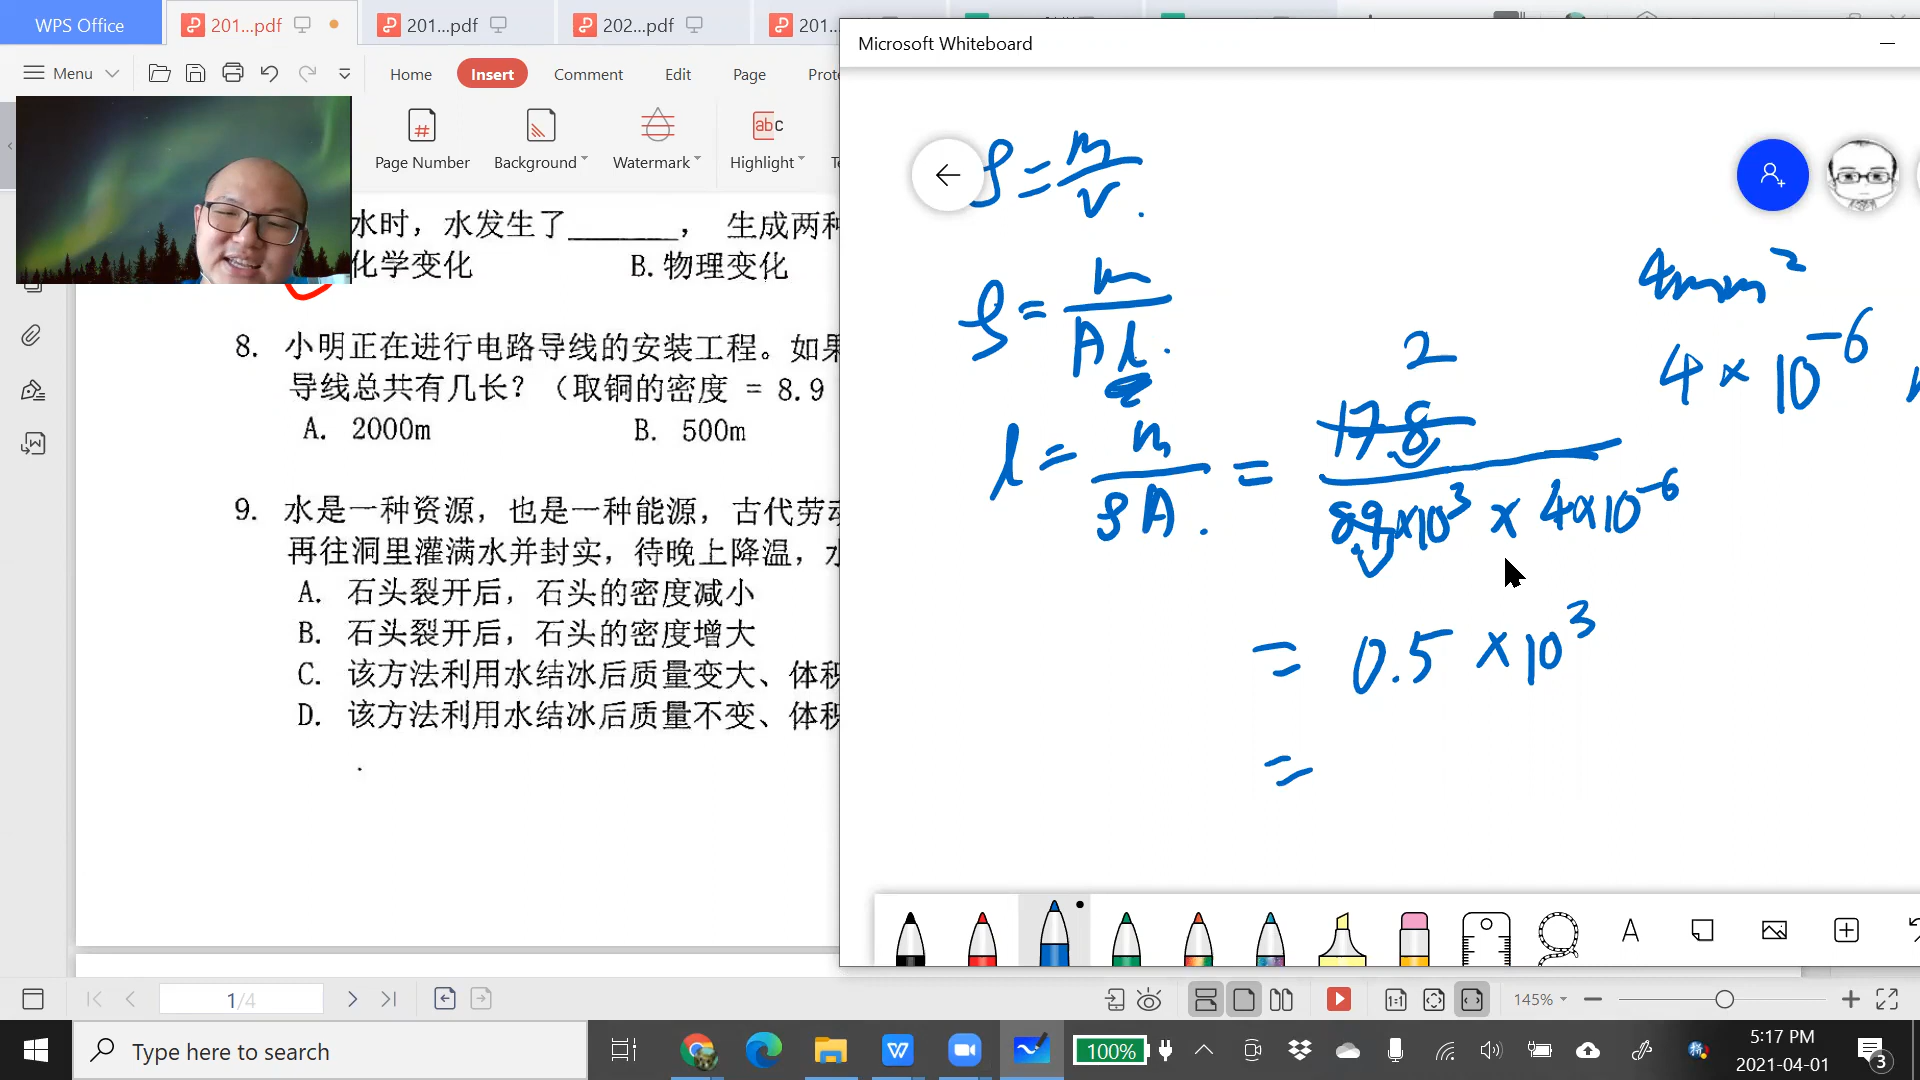 WPS Office
201...pdf
201...pdf
202...pdf
201...
Menu
Home
Insert
Comment
Edit
Page
Prote
Page Number
Background
Watermark
Highlight
水时，水发生了_______， 生成两种
化学变化 B. 物理变化
8. 小明正在进行电路导线的安装工程。如果
导线总共有几长？（取铜的密度 = 8.9
A. 2000m B. 500m
9. 水是一种资源，也是一种能源，古代劳动
再往洞里灌满水并封实，待晚上降温，水
A. 石头裂开后，石头的密度减小
B. 石头裂开后，石头的密度增大
C. 该方法利用水结冰后质量变大、体积
D. 该方法利用水结冰后质量不变、体积
1/4
Microsoft Whiteboard
ρ = m/V
ρ = m/Al
4mm²
4 × 10⁻⁶
2
l = m/ρA = 178/89×10³ × 4×10⁻⁶
= 0.5 × 10³
=
145%
Type here to search
100%
5:17 PM
2021-04-01
3